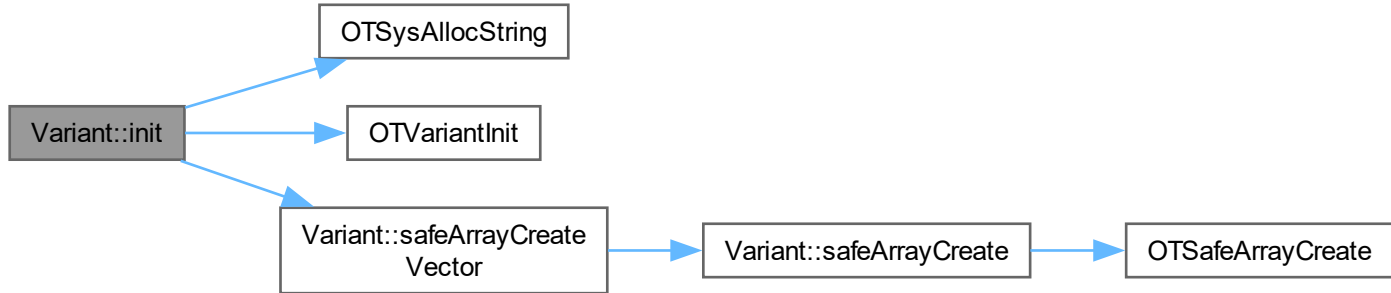 OTSysAllocString
Variant::init
OTVariantInit
Variant::safeArrayCreate
Vector
Variant::safeArrayCreate
OTSafeArrayCreate